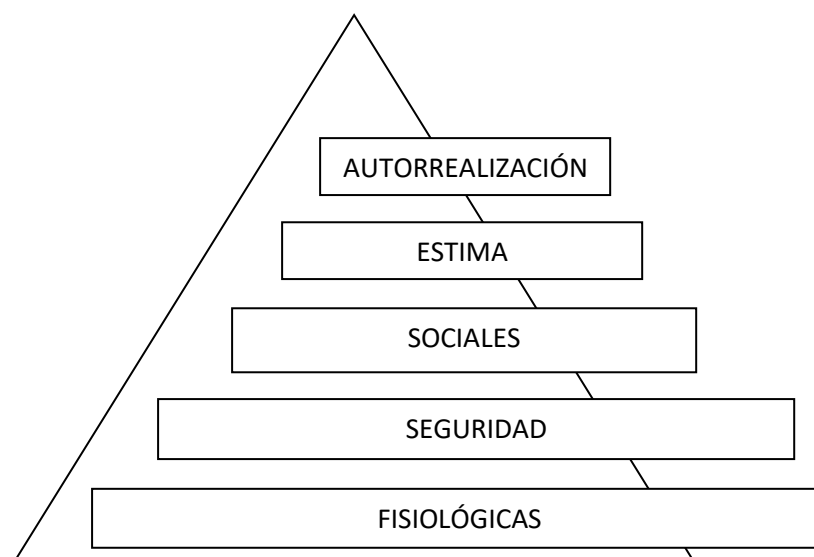 AUTORREALIZACIÓN
ESTIMA
SOCIALES
SEGURIDAD
FISIOLÓGICAS